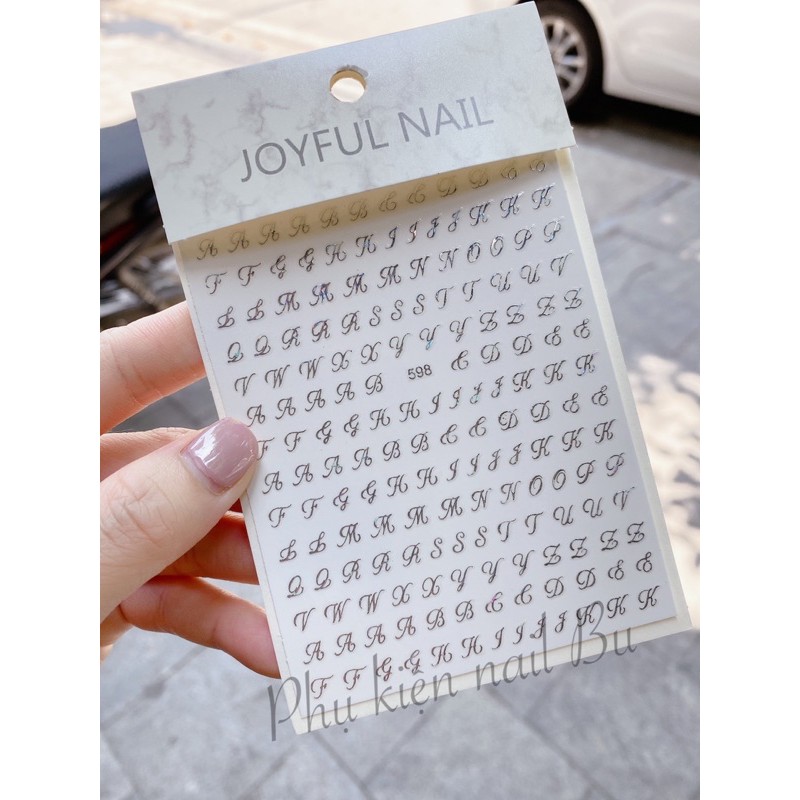 JOYFUL NAIL
A A A A B B C C D D E E
F F G G H H I I J J K K K
L L M M M M N N O O P P
Q Q R R R S S S T T U U V
V W W X X Y Y Y Z Z Z Z
A A A A B 598 C D D E E
F F G G H H I I J J K K K
A A A A B B C C D D E E
F F G G H H I I J J K K K
L L M M M M N N O O P P
Q Q R R R S S S T T U U V
V W W X X Y Y Y Z Z Z Z
A A A A B B C C D D E E
F F G G H H I I J J K K K
Phụ kiện nail Bu